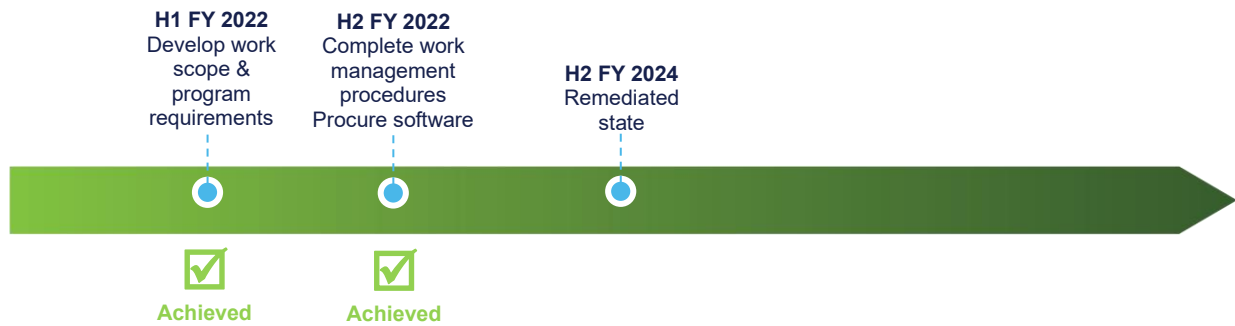 H1 FY 2022
Develop work
scope &
program
requirements
H2 FY 2022
Complete work
management
procedures
Procure software
H2 FY 2024
Remediated
state
Achieved
Achieved